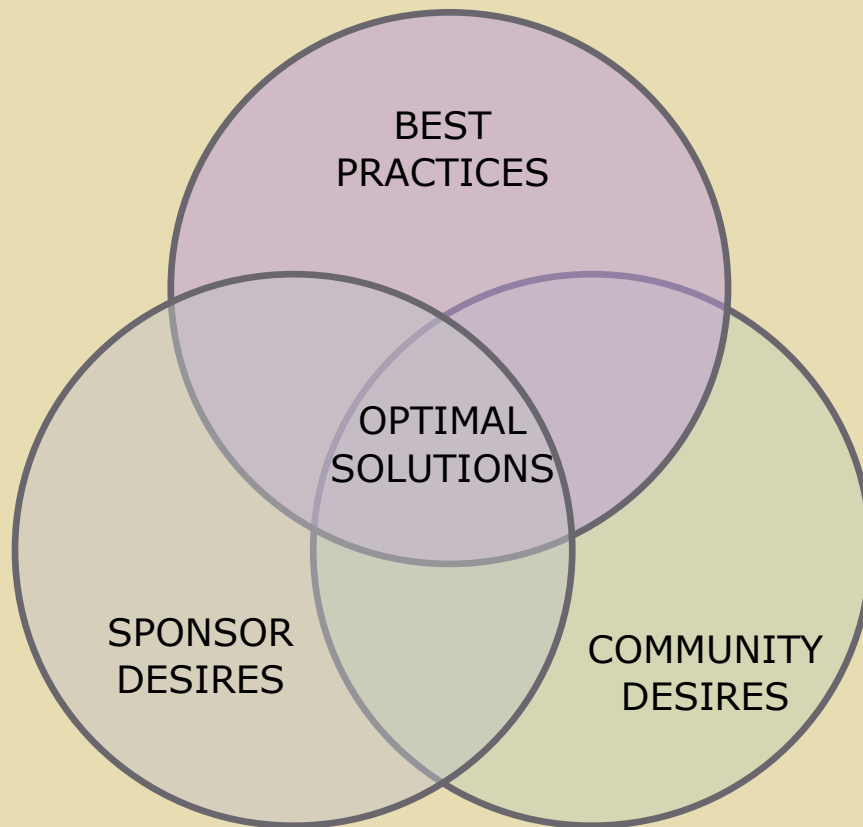 BEST
PRACTICES
OPTIMAL
SOLUTIONS
SPONSOR
DESIRES
COMMUNITY
DESIRES